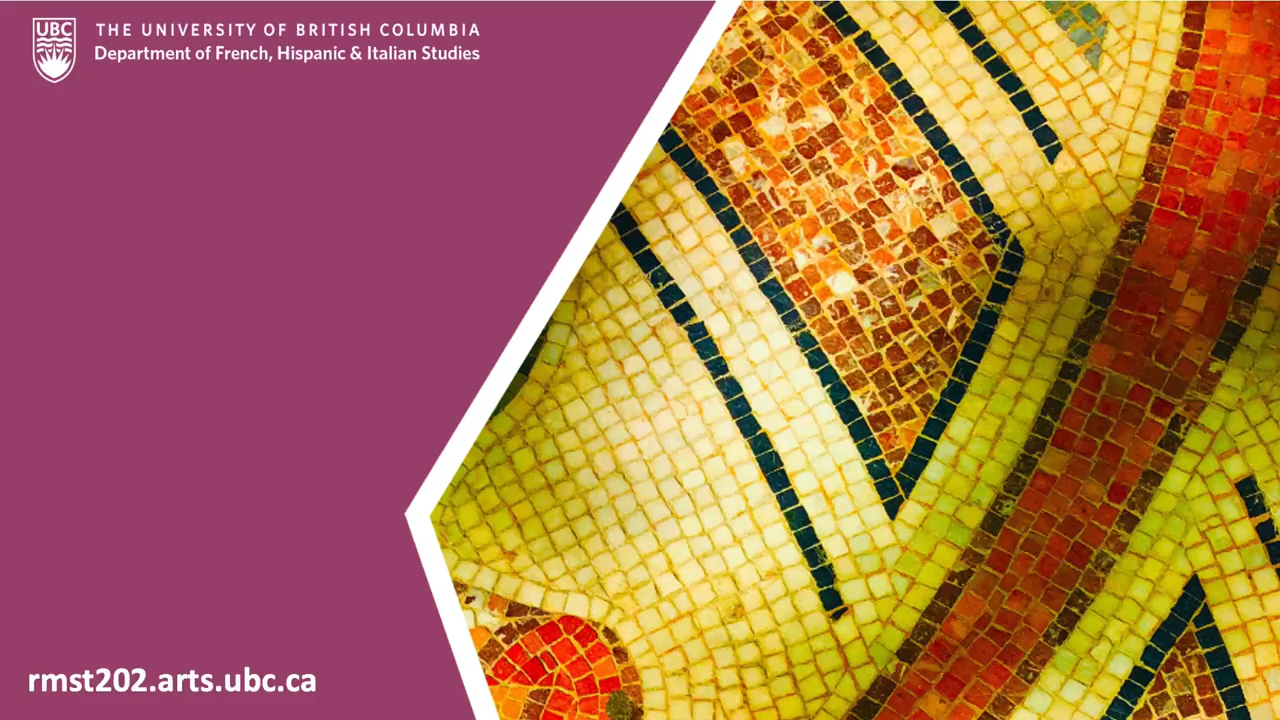 UBC
THE UNIVERSITY OF BRITISH COLUMBIA
Department of French, Hispanic & Italian Studies
rmst202.arts.ubc.ca